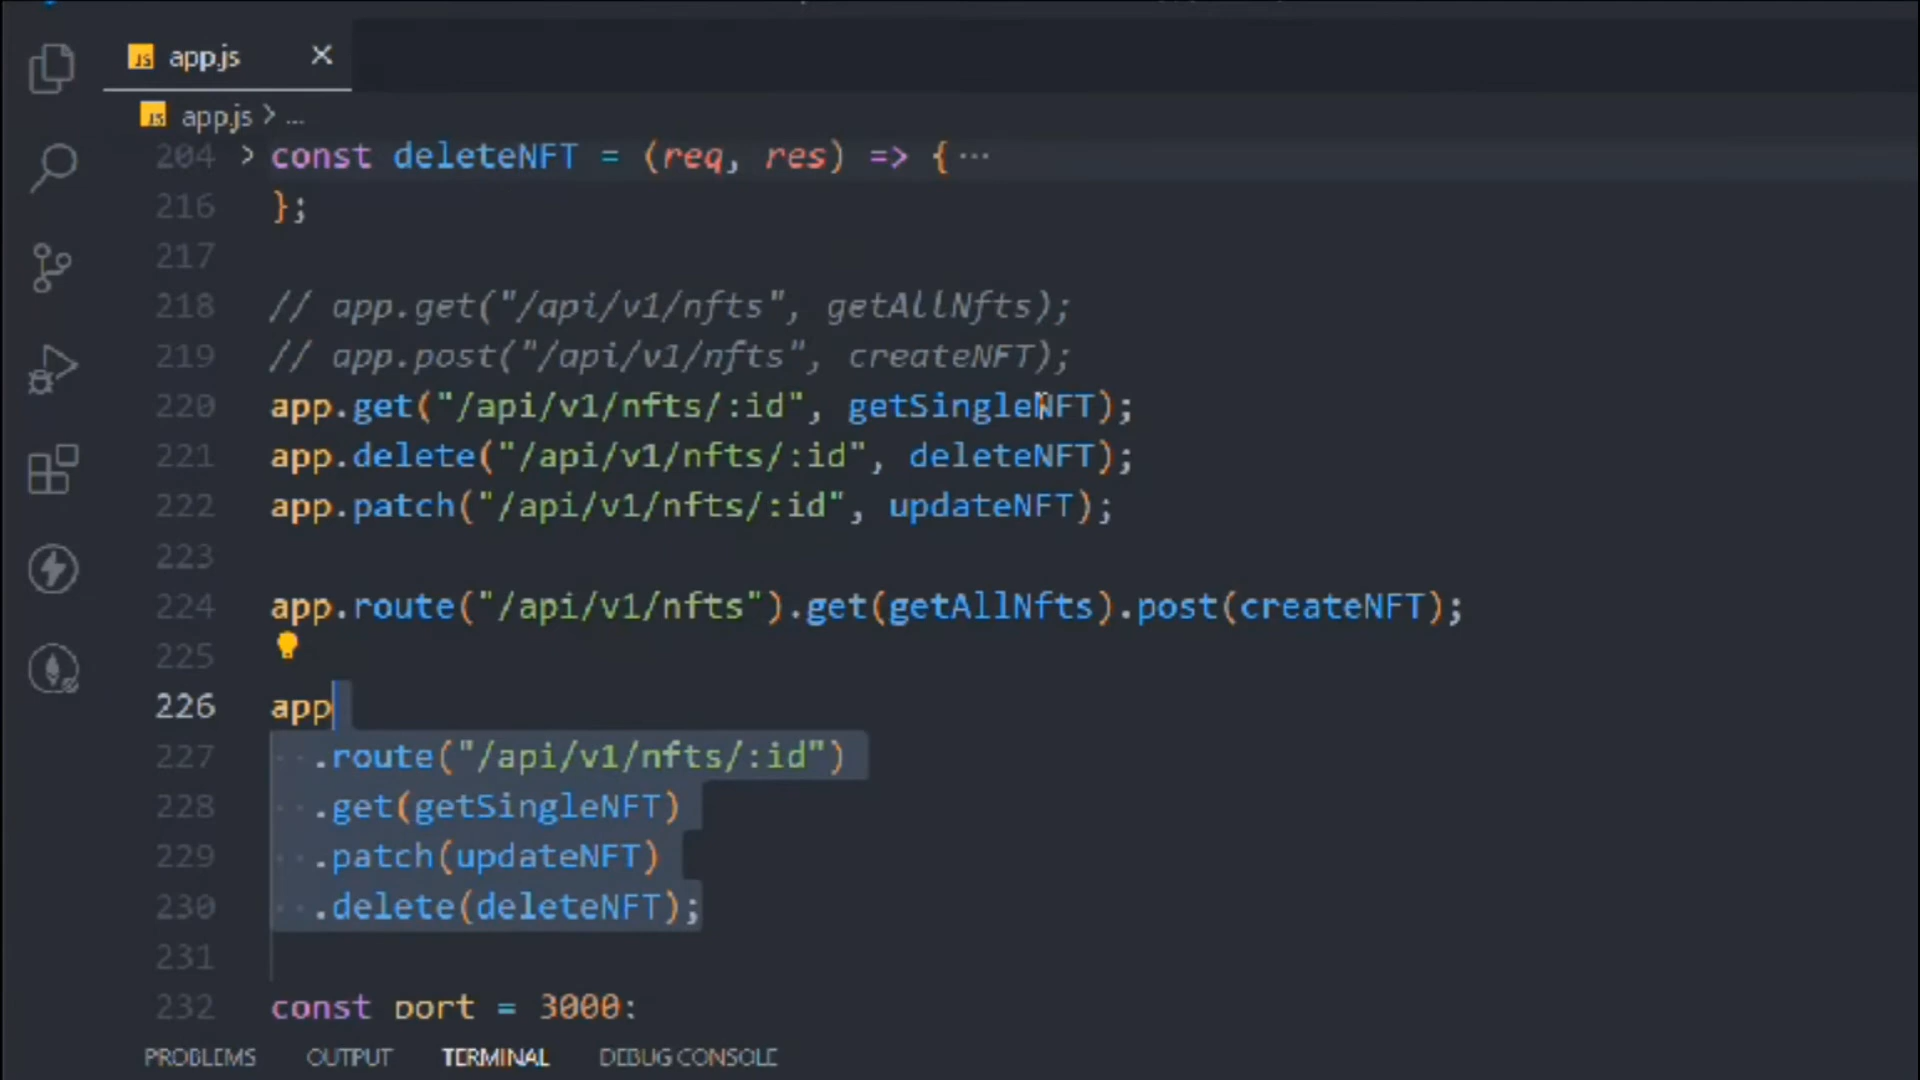 JS app.js ×
JS app.js > ...
204 > const deleteNFT = (req, res) => { ···
216 };
217
218 // app.get("/api/v1/nfts", getAllNfts);
219 // app.post("/api/v1/nfts", createNFT);
220 app.get("/api/v1/nfts/:id", getSingleNFT);
221 app.delete("/api/v1/nfts/:id", deleteNFT);
222 app.patch("/api/v1/nfts/:id", updateNFT);
223
224 app.route("/api/v1/nfts").get(getAllNfts).post(createNFT);
225
226 app
227 .route("/api/v1/nfts/:id")
228 .get(getSingleNFT)
229 .patch(updateNFT)
230 .delete(deleteNFT);
231
232 const port = 3000;
PROBLEMS OUTPUT TERMINAL DEBUG CONSOLE